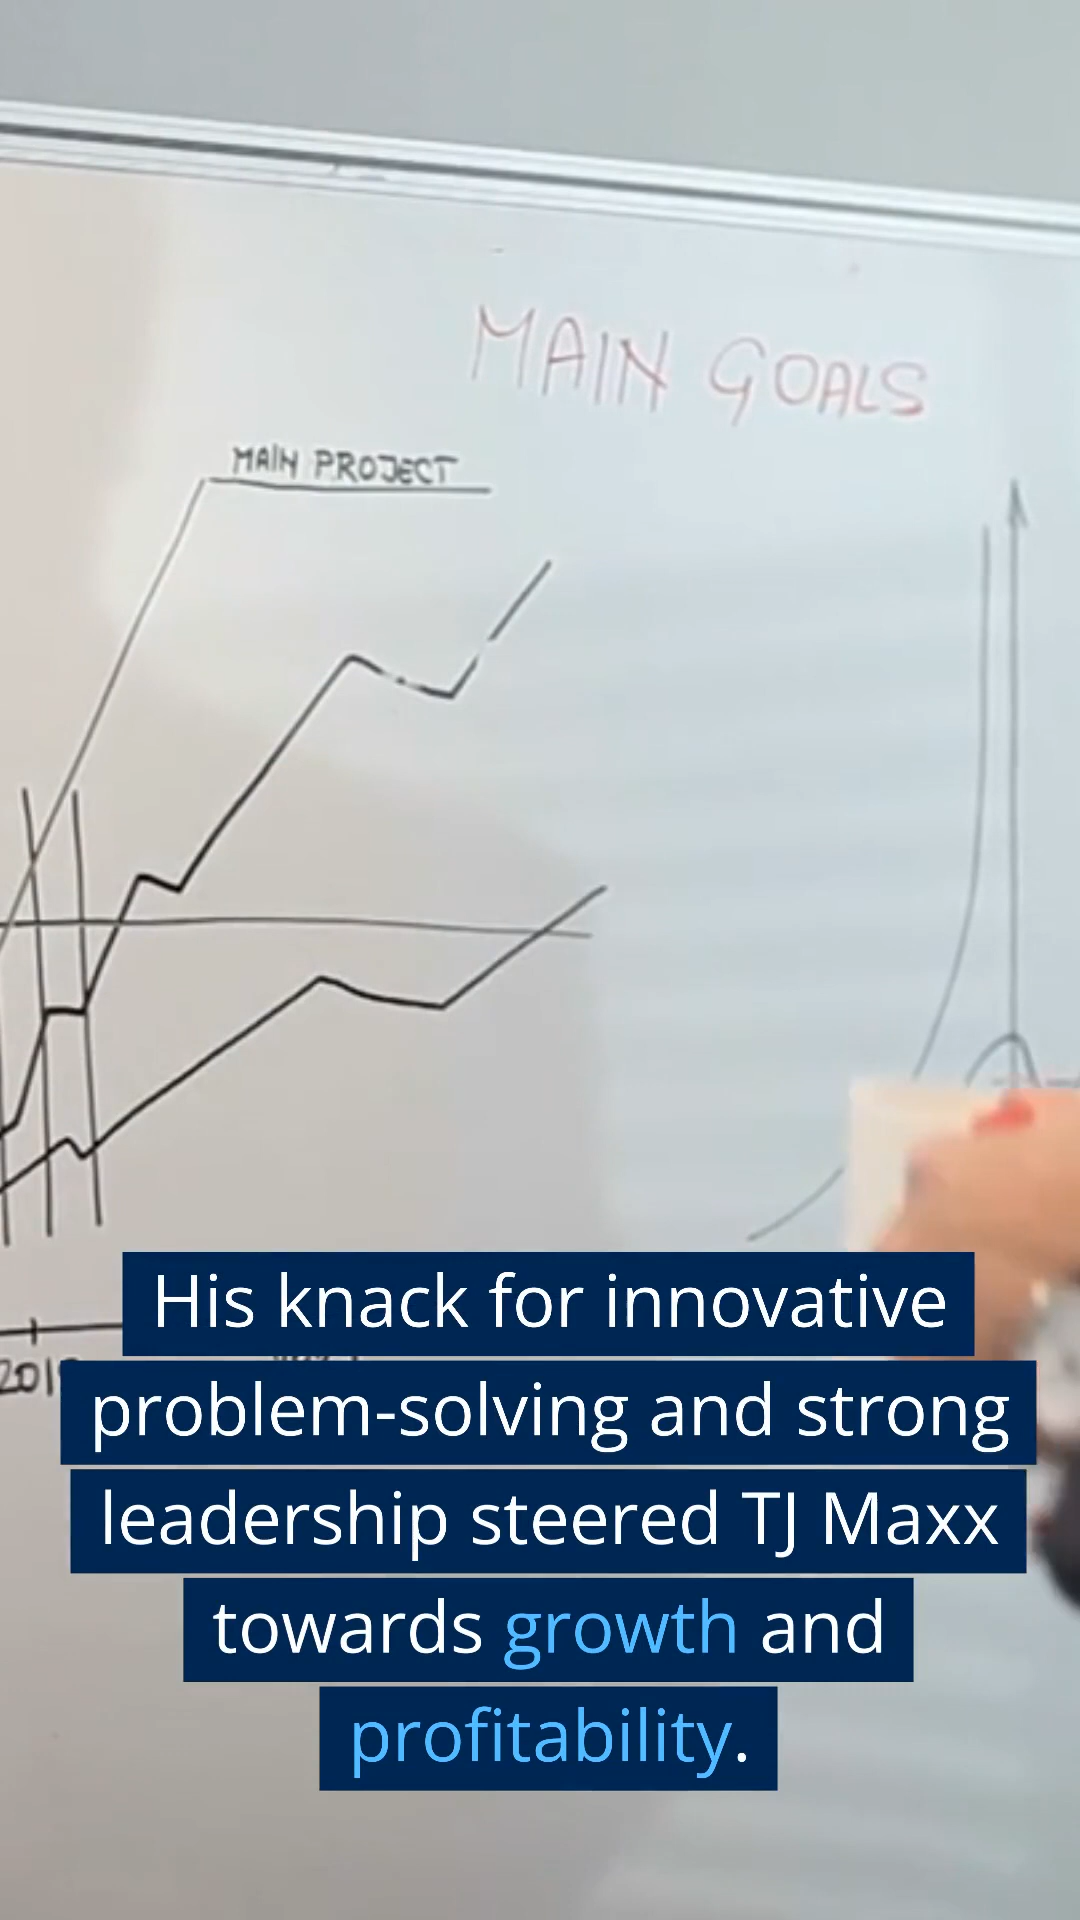 MAIN GOALS
MAIN PROJECT
His knack for innovative
problem-solving and strong
leadership steered TJ Maxx
towards growth and
profitability.